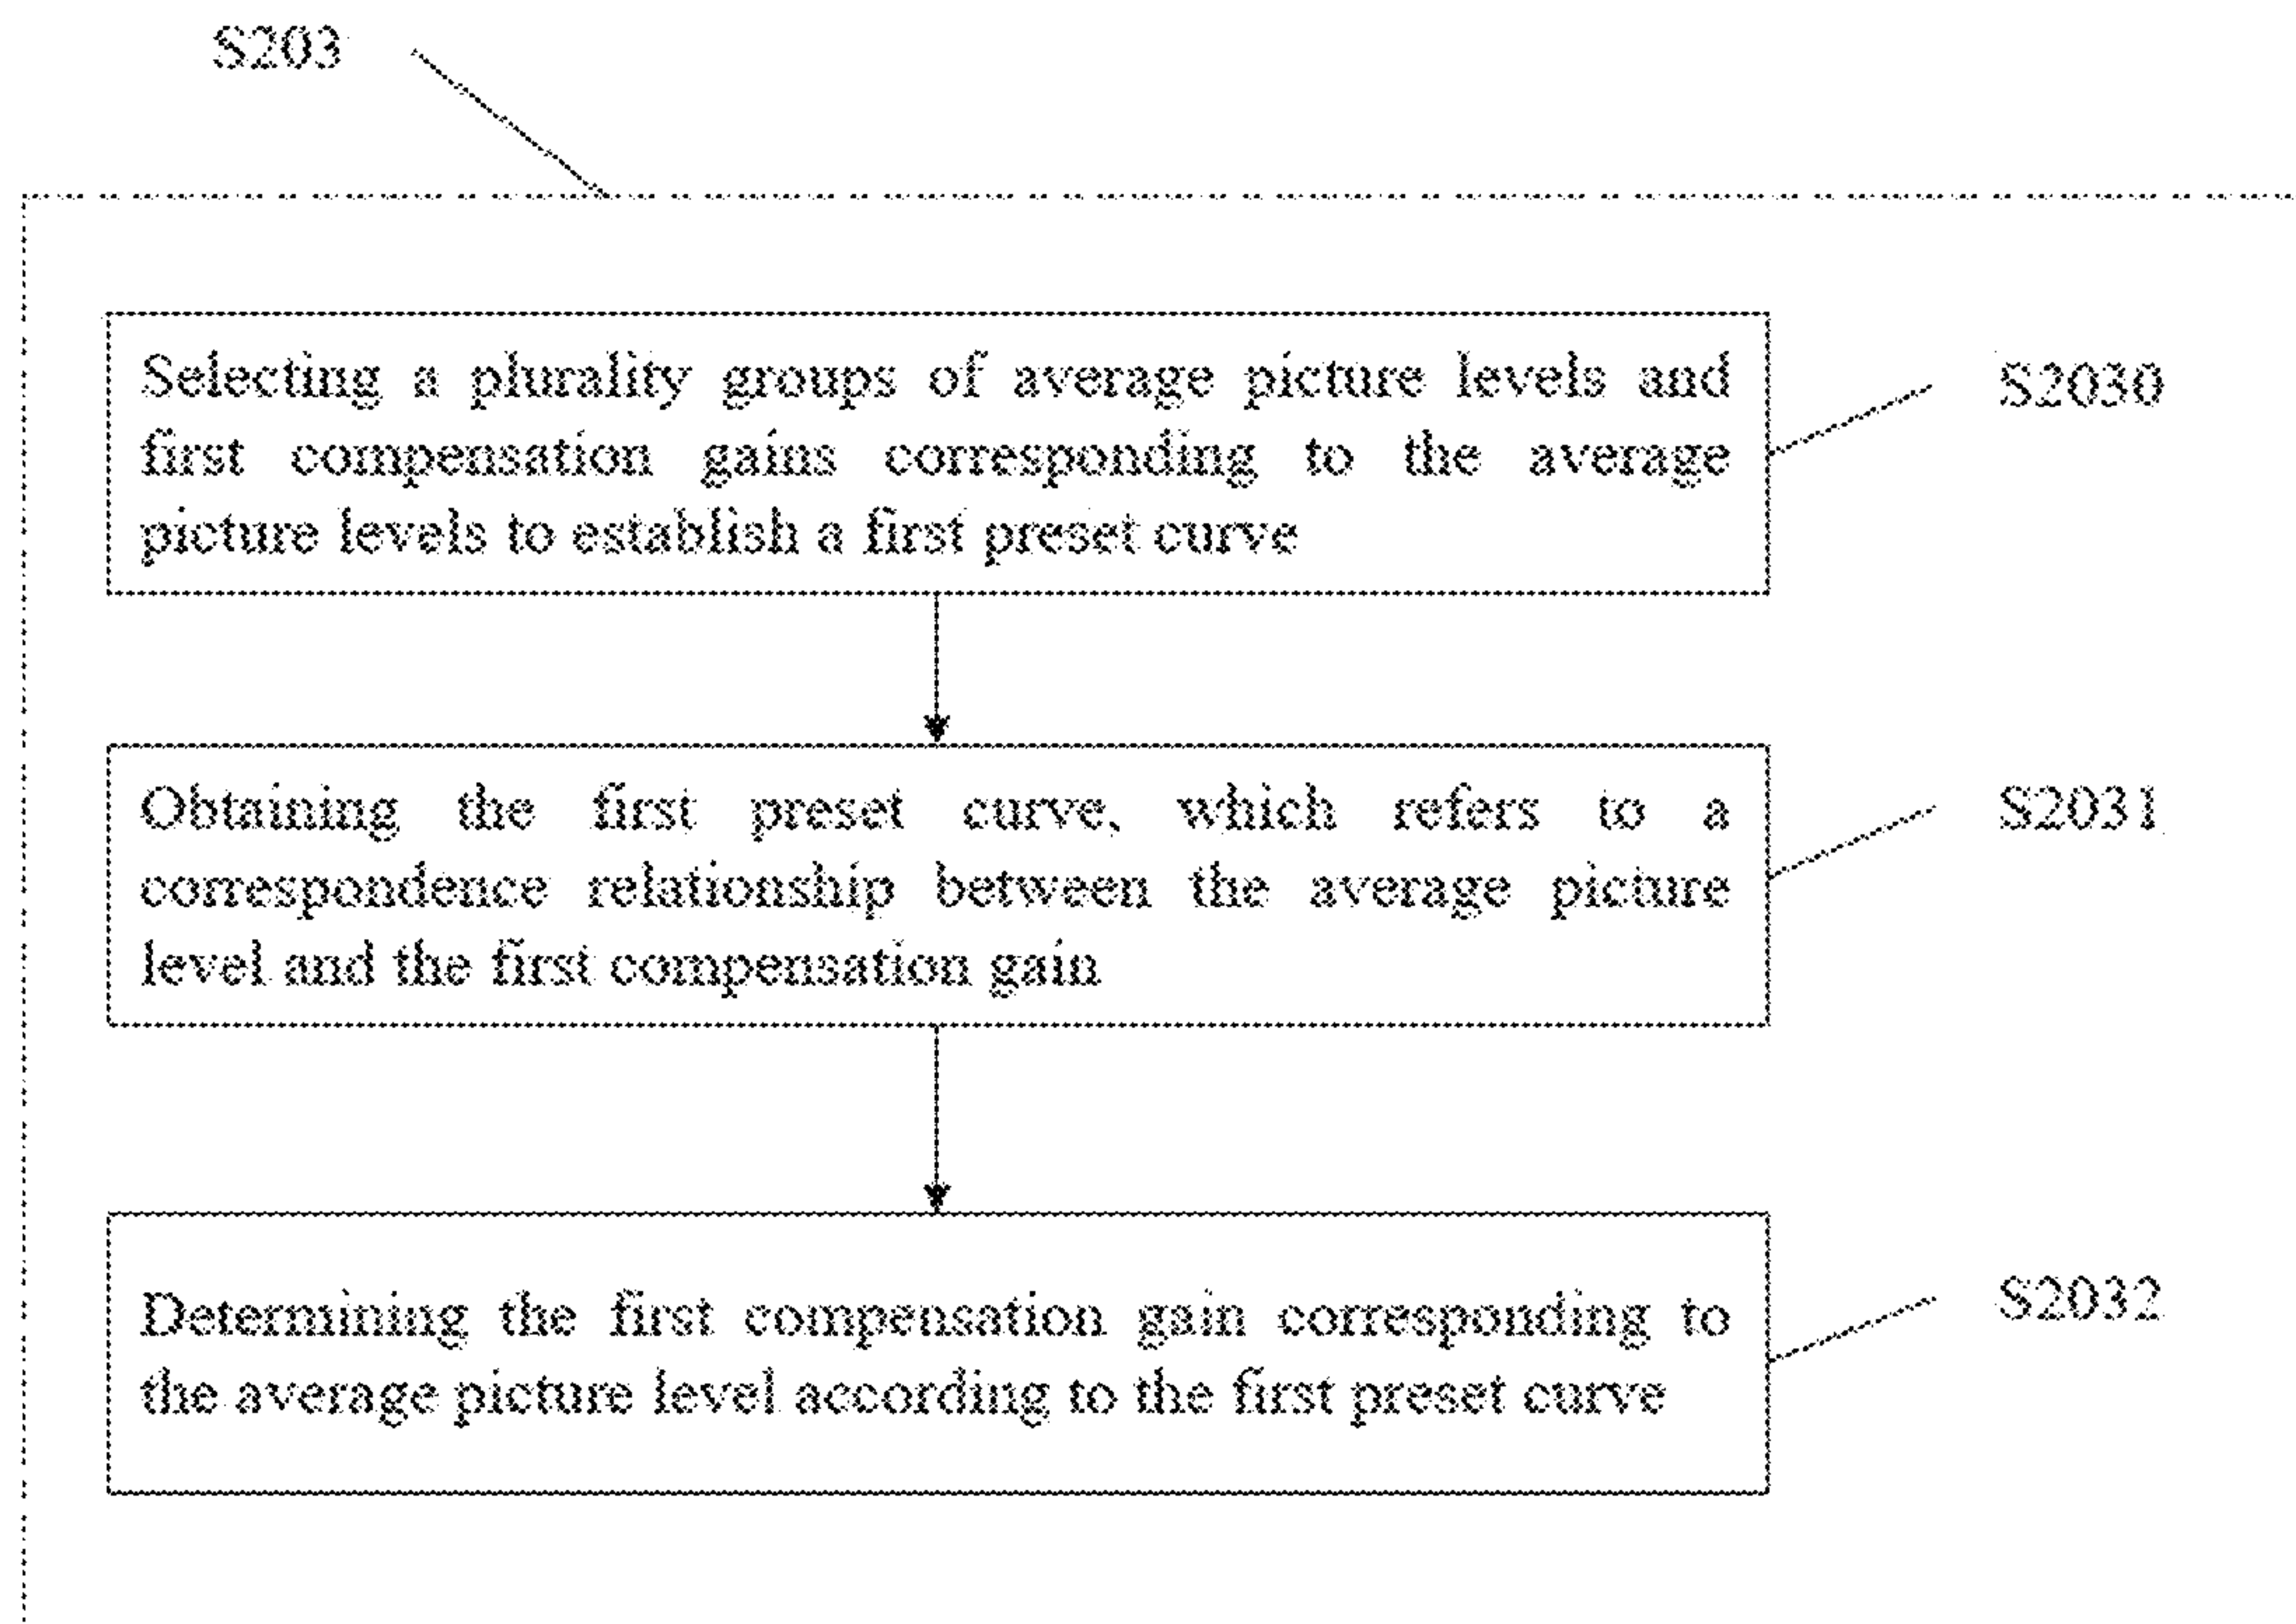 S203
Selecting a plurality groups of average picture levels and
first compensation gains corresponding to the average
picture levels to establish a first preset curve
S2030
Obtaining the first preset curve, which refers to a
correspondence relationship between the average picture
level and the first compensation gain
S2031
Determining the first compensation gain corresponding to
the average picture level according to the first preset curve
S2032